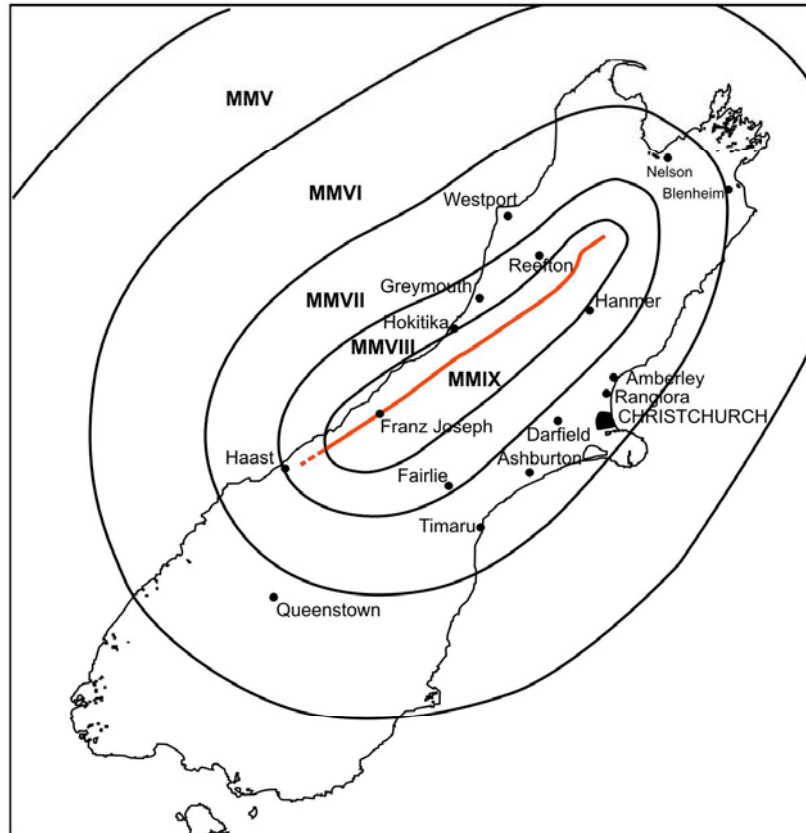 MMV
Nelson
MMVI
Blenheim
Westport
Reefton
Greymouth
MMVII
Hanmer
Hokitika
MMVIII
MMIX
Amberley
Rangiora
CHRISTCHURCH
Franz Joseph
Darfield
Haast
Ashburton
Fairlie
Timaru
Queenstown